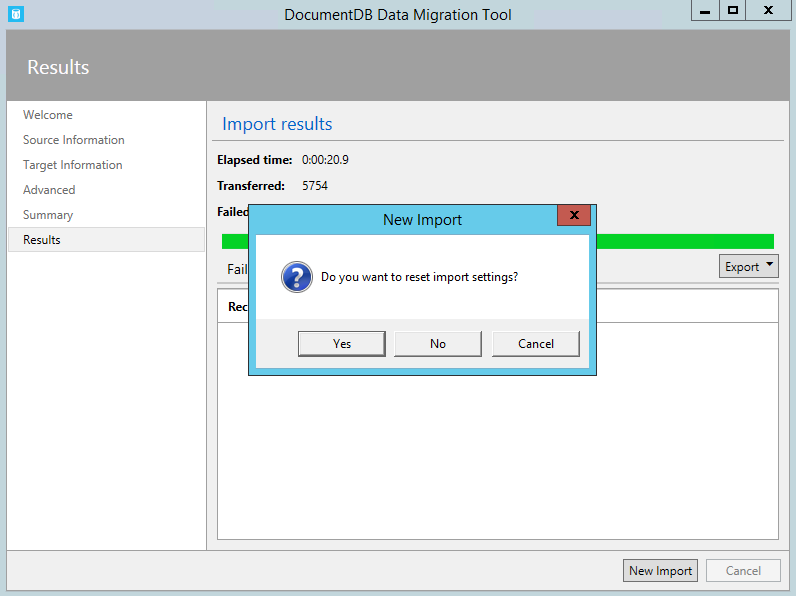 DocumentDB Data Migration Tool
Results
Welcome
Source Information
Target Information
Advanced
Summary
Results
Import results
Elapsed time: 0:00:20.9
Transferred: 5754
Failed
Fail
Export
Rec
New Import
Do you want to reset import settings?
Yes No Cancel
New Import Cancel